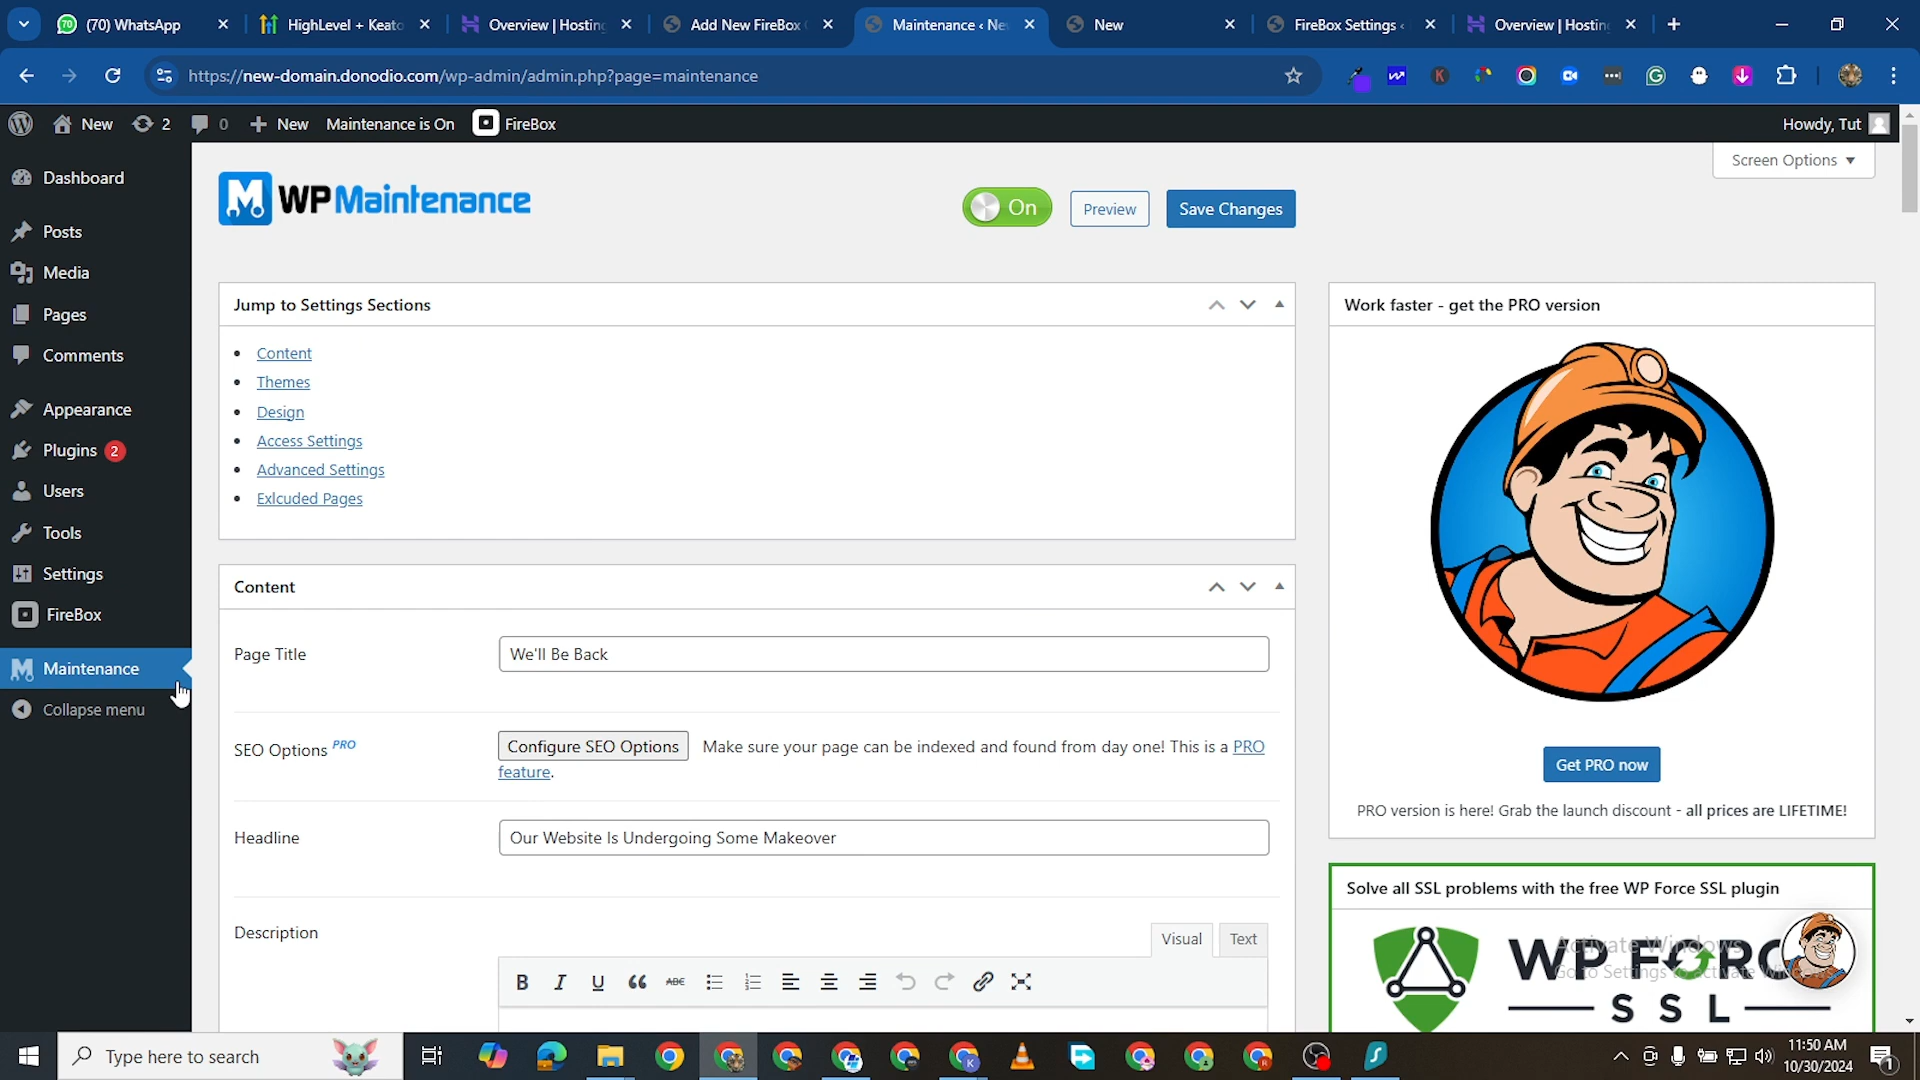 (70) WhatsApp
HighLevel + Keato
Overview | Hosting
Add New FireBox
Maintenance ‹ Ne
New
FireBox Settings ‹
Overview | Hosting
https://new-domain.donodio.com/wp-admin/admin.php?page=maintenance
New
2
0
New
Maintenance is On
FireBox
Howdy, Tut
Screen Options
Dashboard
Posts
Media
Pages
Comments
Appearance
Plugins 2
Users
Tools
Settings
FireBox
Maintenance
Collapse menu
WP Maintenance
On
Preview
Save Changes
Jump to Settings Sections
Content
Themes
Design
Access Settings
Advanced Settings
Exlcuded Pages
Content
Page Title
We'll Be Back
SEO Options PRO
Configure SEO Options
Make sure your page can be indexed and found from day one! This is a PRO
feature.
Headline
Our Website Is Undergoing Some Makeover
Description
Visual
Text
B I U ABC
Work faster - get the PRO version
Get PRO now
PRO version is here! Grab the launch discount - all prices are LIFETIME!
Solve all SSL problems with the free WP Force SSL plugin
SSL
Activate Windows
Type here to search
11:50 AM
10/30/2024
1